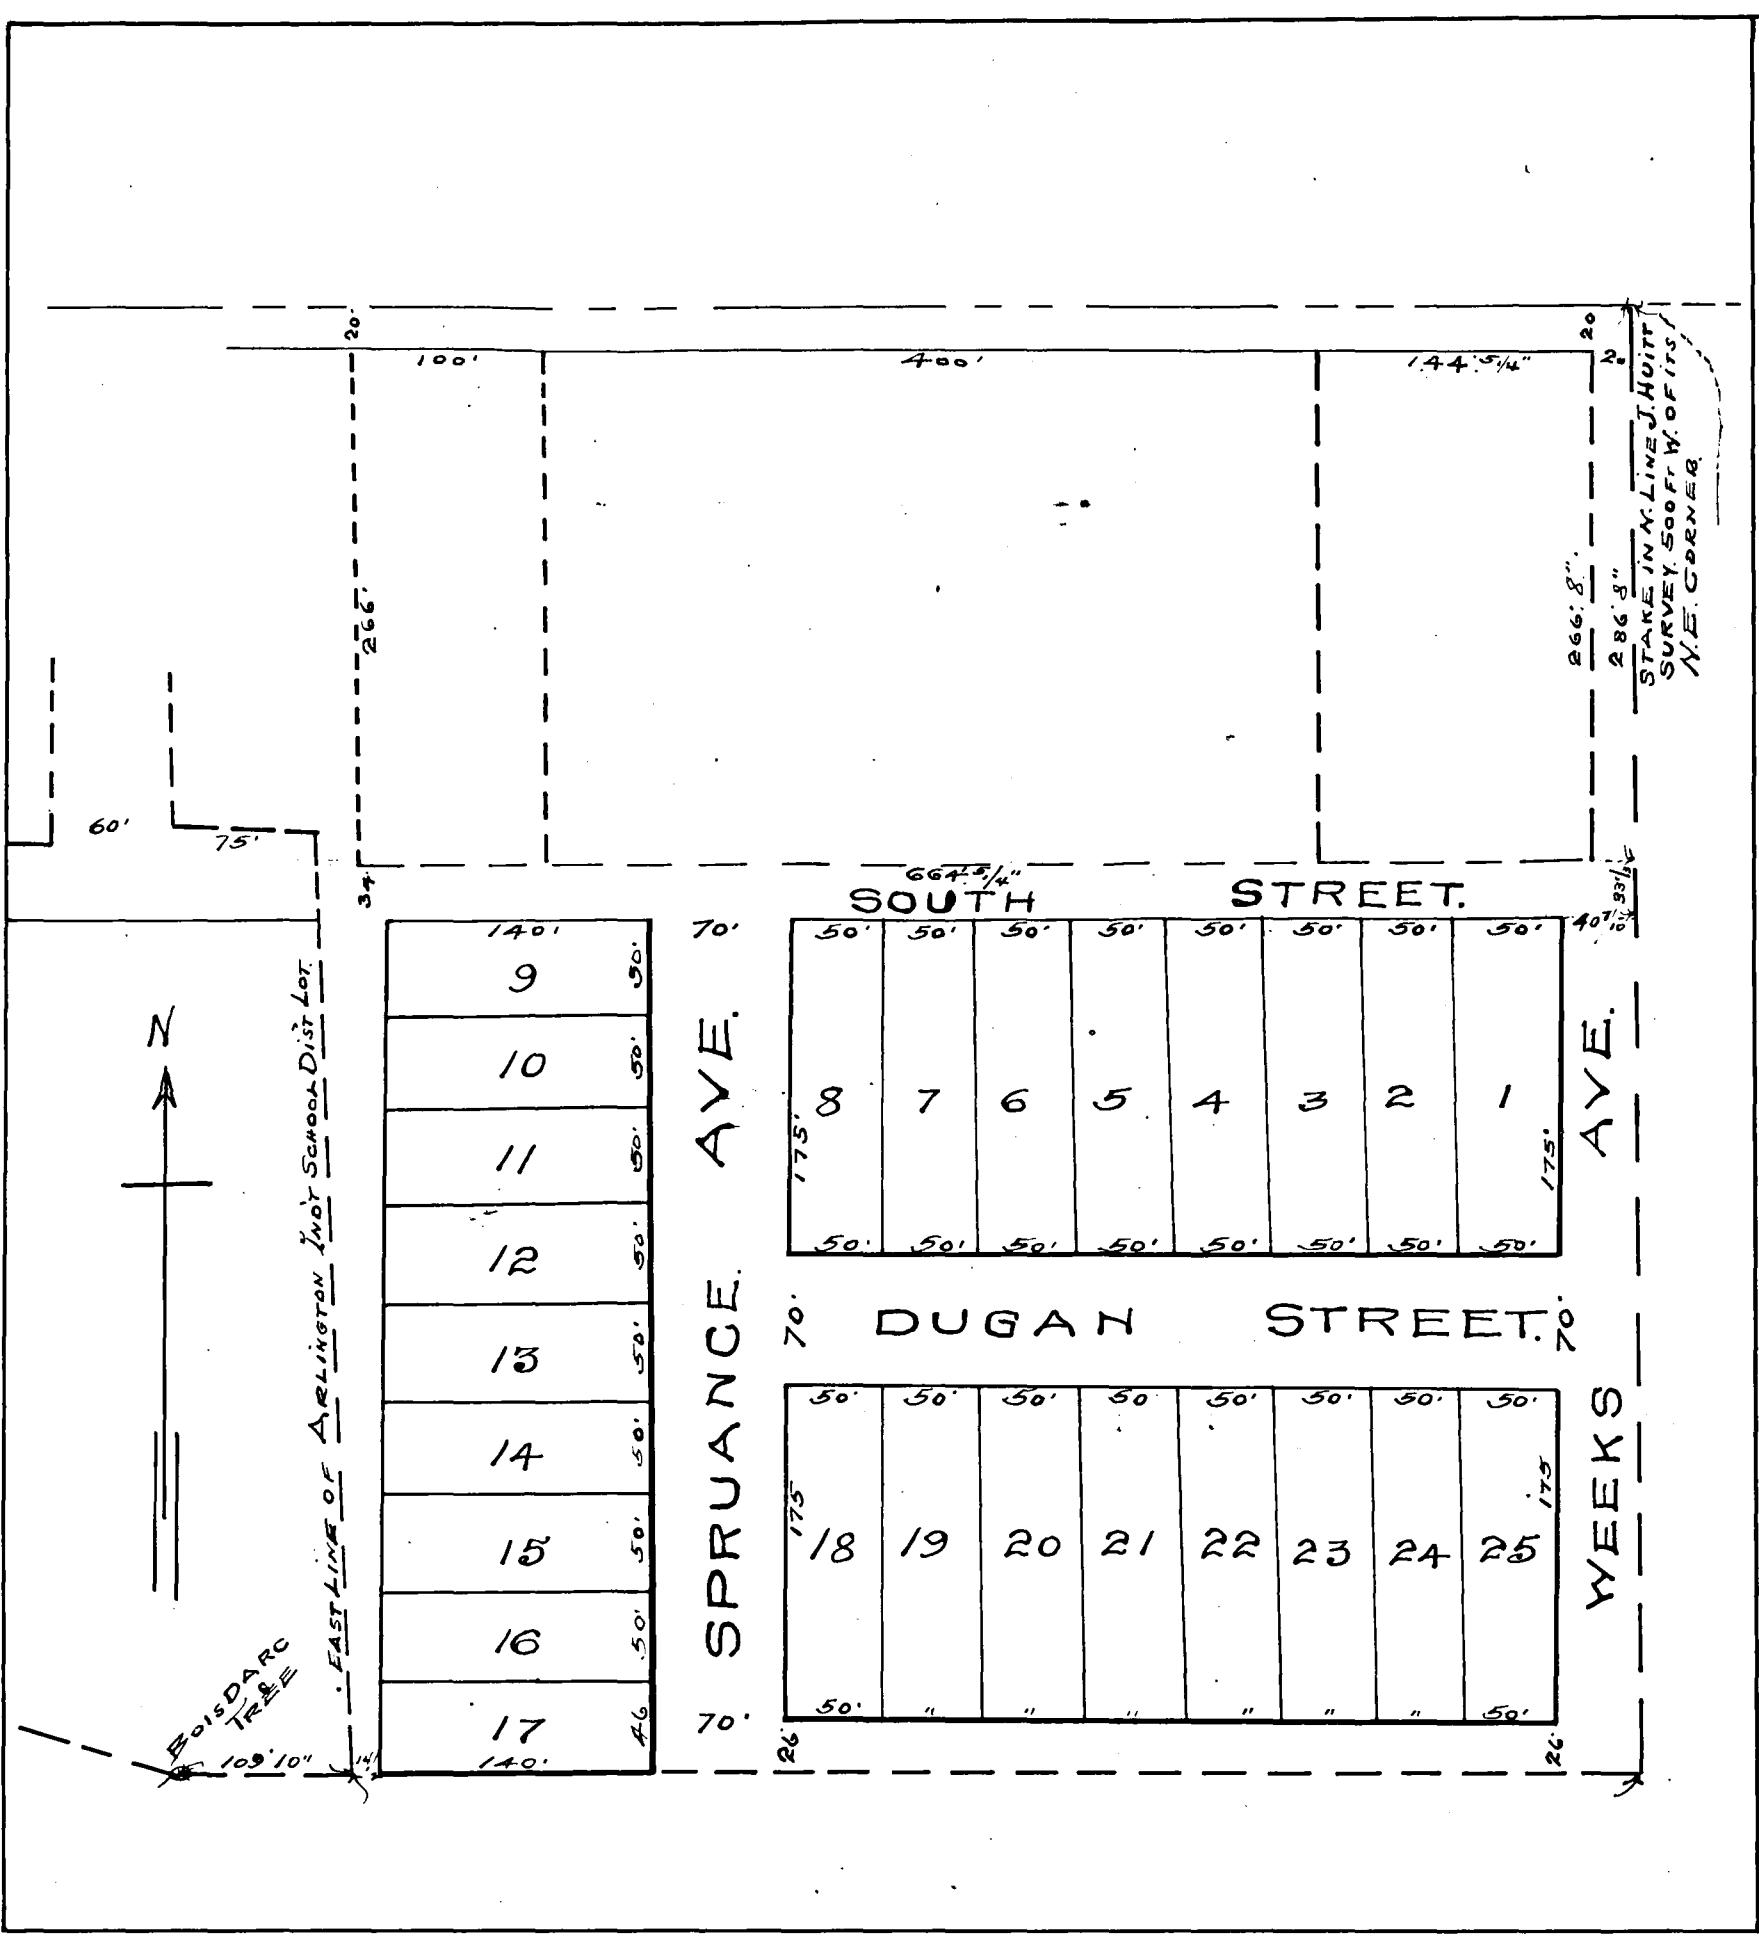 20.
20
100'
400'
144'.5¼"
STAKE IN N. LINE J. HUITT
SURVEY. 500 FT W. OF ITS
N.E. CORNER.
266'
266'.8".
286'8"
60'
75'
34
664'.5¼"
SOUTH STREET.
33'⅓
140'
70'
50' 50' 50' 50' 50' 50' 50' 50'
40 7/10
9
50'
10
50'
11
50'
12
50'
13
50'
14
50'
15
50'
16
50'
17
46
140'
N
EAST LINE OF ARLINGTON IND'T SCHOOL DIST LOT.
SPRUANCE. AVE.
8 7 6 5 4 3 2 1
175'
175'
50' 50' 50' 50' 50' 50' 50' 50'
WEEKS AVE.
70'
DUGAN STREET.
70'
50' 50' 50' 50 50' 50' 50' 50'
175
175
18 19 20 21 22 23 24 25
50' " " " " " " 50'
70'
26'
26'
BOIS DARC
TREE
109'10"
14'